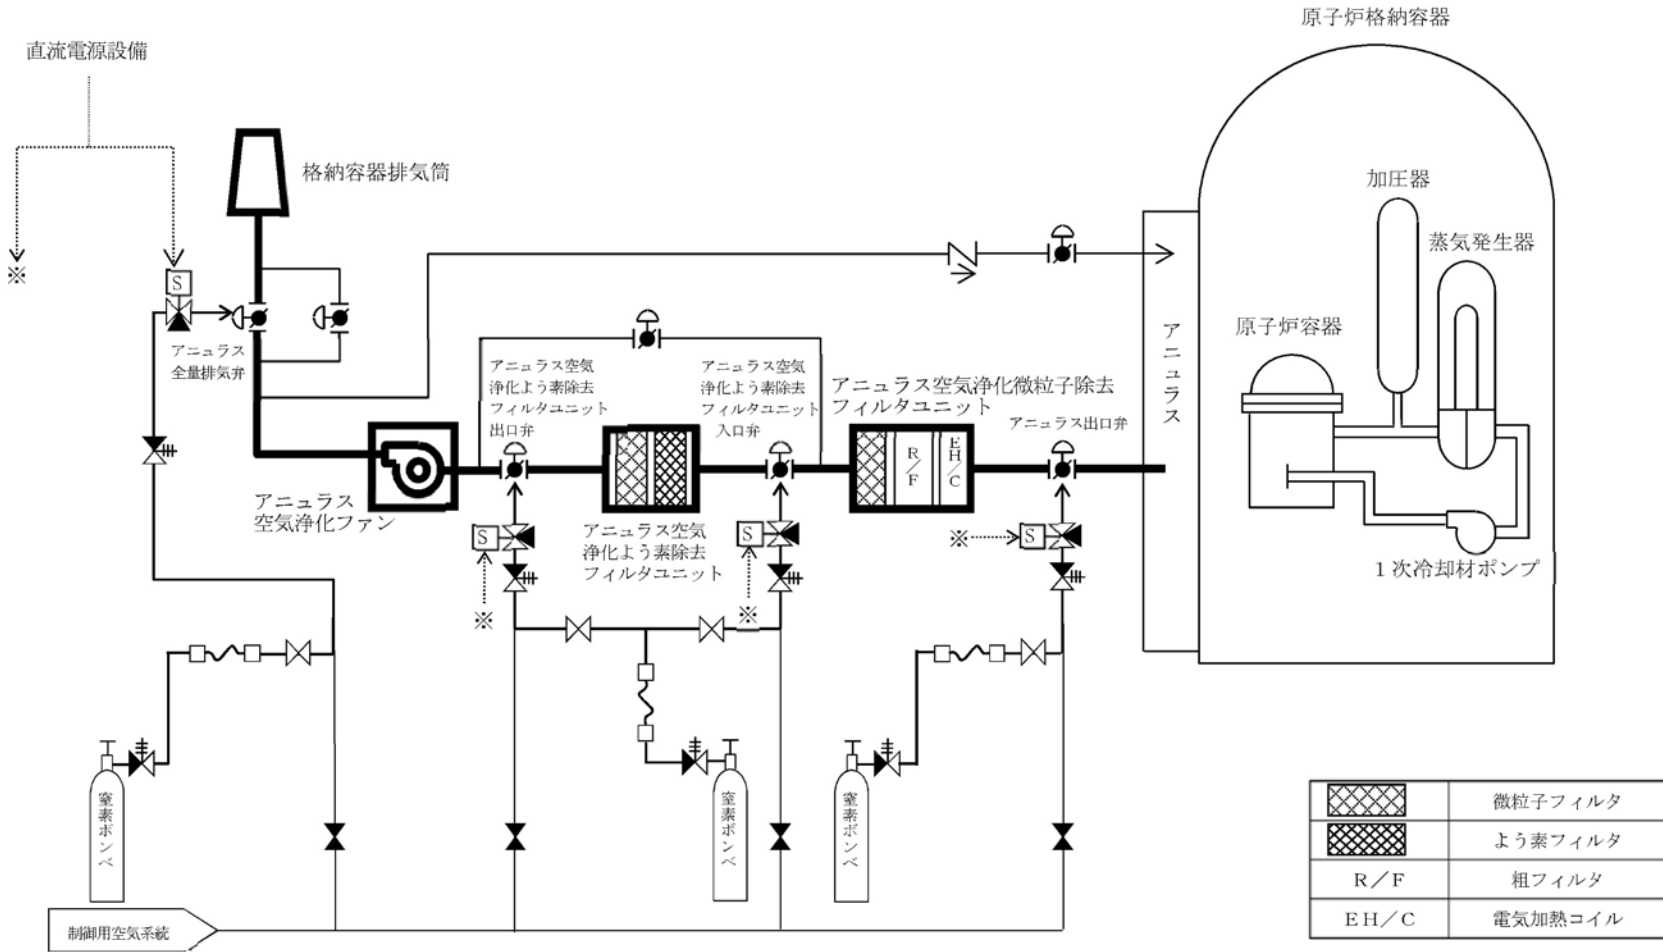 原子炉格納容器
直流電源設備
格納容器排気筒
加圧器
蒸気発生器
※
S
アニュラス
全量排気弁
原子炉容器
アニュラス
アニュラス空気
浄化よう素除去
フィルタユニット
出口弁
アニュラス空気
浄化よう素除去
フィルタユニット
入口弁
アニュラス空気浄化微粒子除去
フィルタユニット
アニュラス出口弁
R/F
EH/C
アニュラス
空気浄化ファン
アニュラス空気
浄化よう素除去
フィルタユニット
S
※
S
※
※
S
1次冷却材ポンプ
窒素ボンベ
窒素ボンベ
窒素ボンベ
制御用空気系統
微粒子フィルタ
よう素フィルタ
R/F 粗フィルタ
EH/C 電気加熱コイル